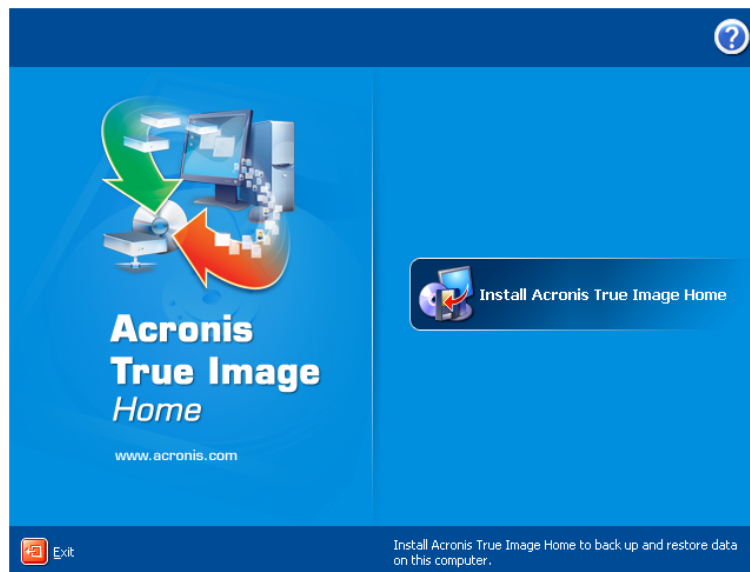 ?
Install Acronis True Image Home
Acronis
True Image
Home
www.acronis.com
Exit
Install Acronis True Image Home to back up and restore data
on this computer.